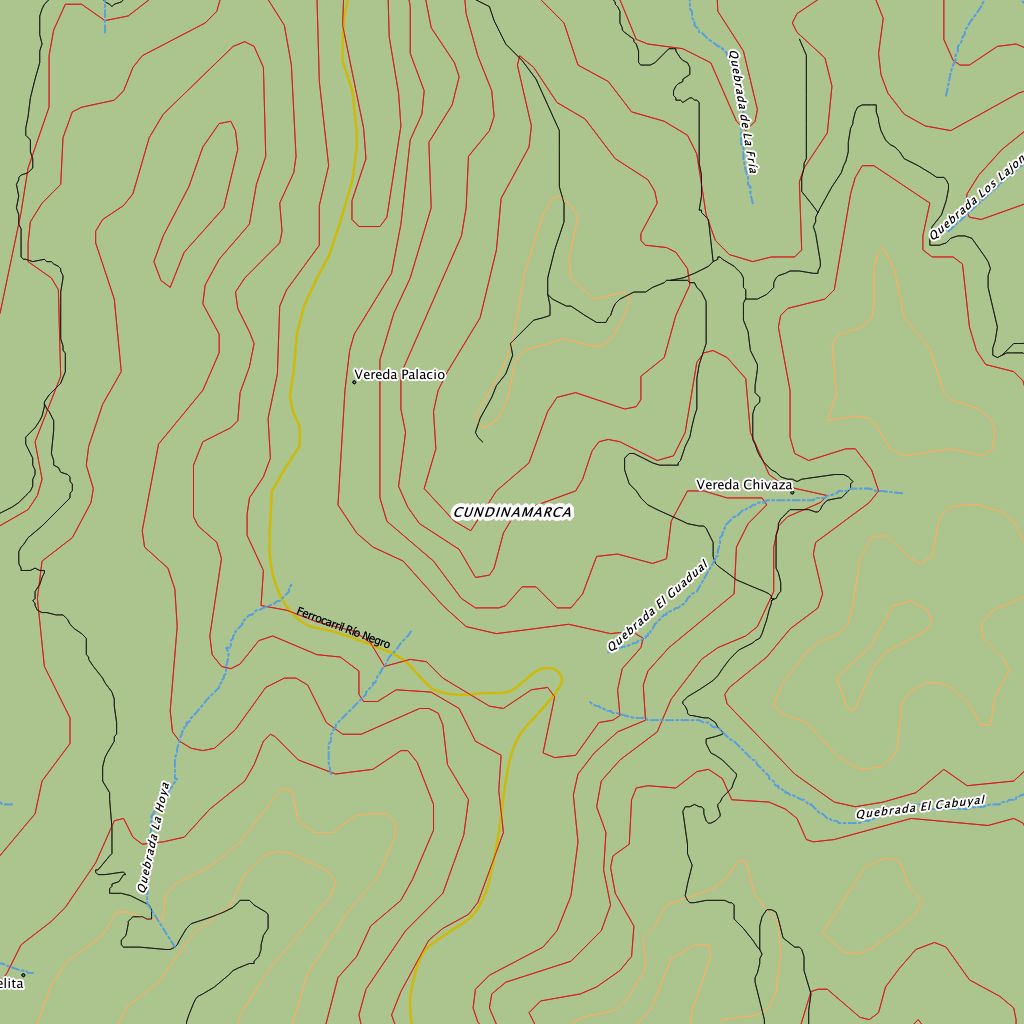 Quebrada de La Fría
Quebrada Los Lajon
Vereda Palacio
Vereda Chivaza
CUNDINAMARCA
Quebrada El Guadual
Ferrocarril Río Negro
Quebrada El Cabuyal
Quebrada La Hoya
elita